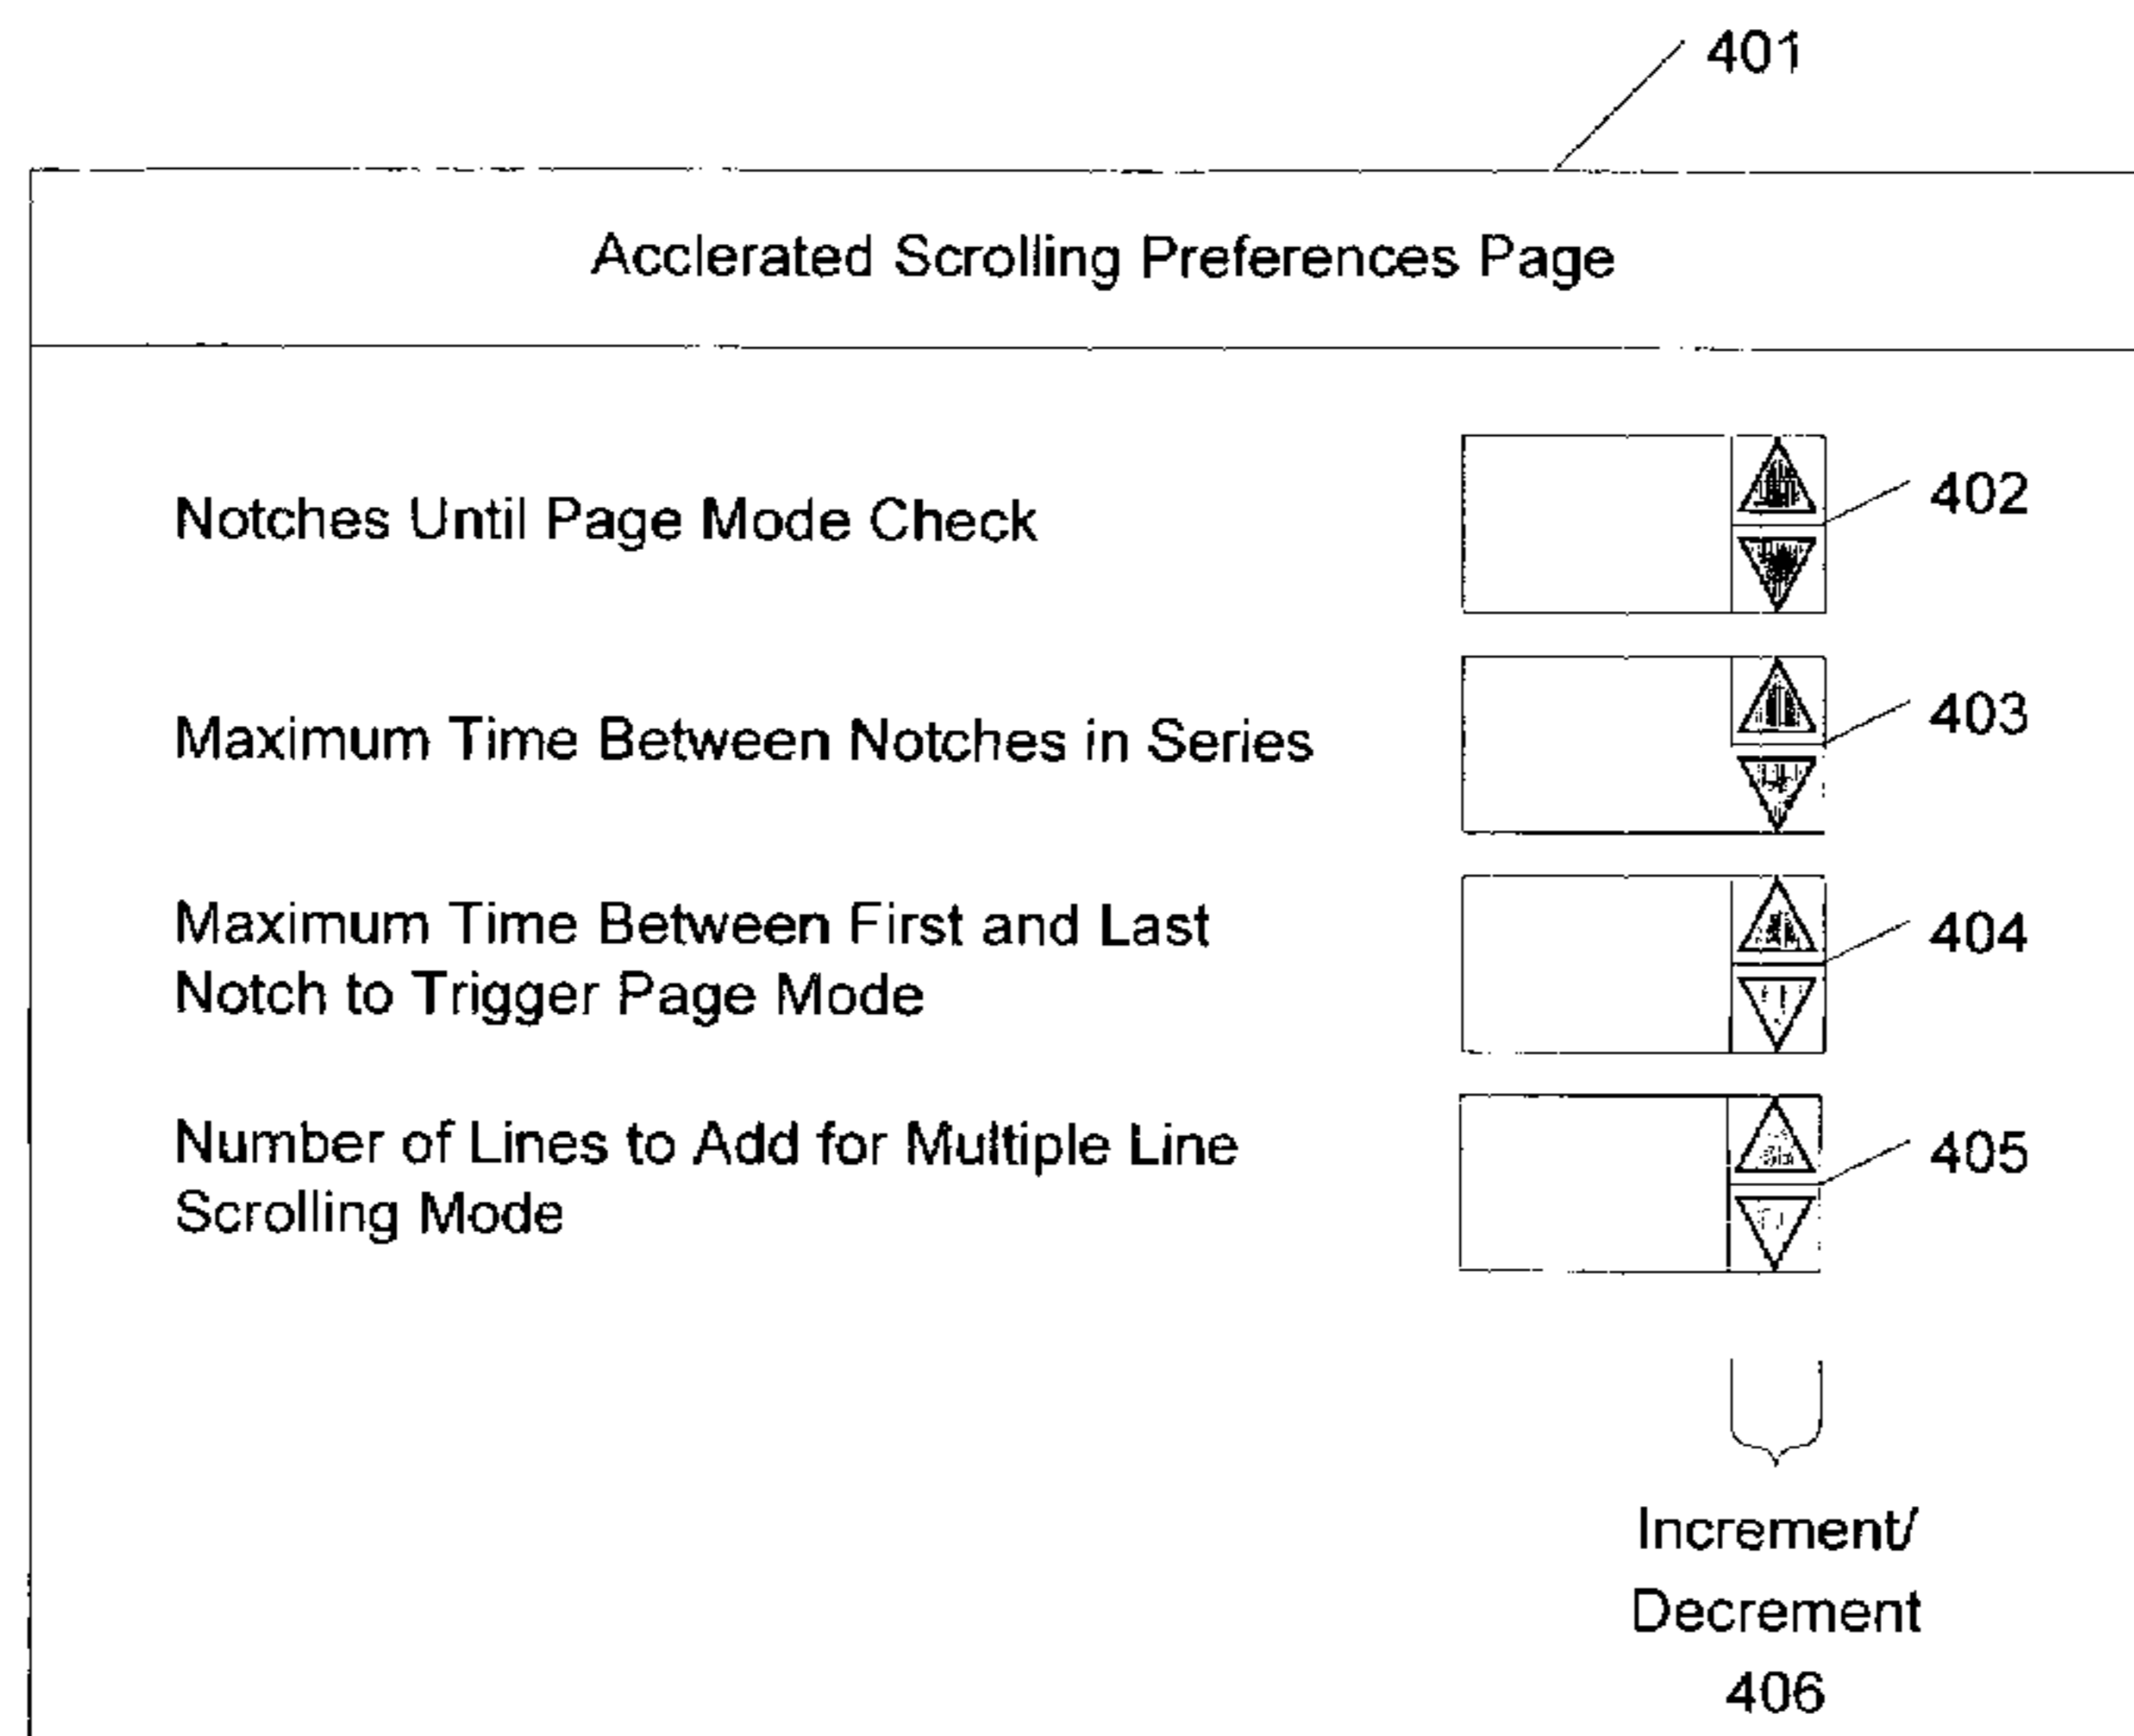 401
Acclerated Scrolling Preferences Page
Notches Until Page Mode Check
402
Maximum Time Between Notches in Series
403
Maximum Time Between First and Last
Notch to Trigger Page Mode
404
Number of Lines to Add for Multiple Line
Scrolling Mode
405
Increment/
Decrement
406